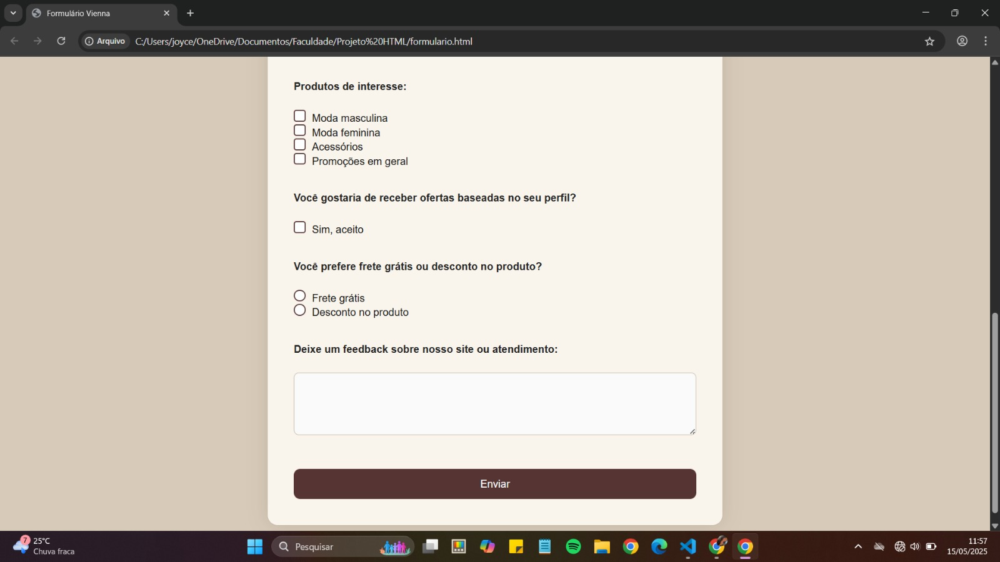 Formulário Vienna
Arquivo
C:/Users/joyce/OneDrive/Documentos/Faculdade/Projeto%20HTML/formulario.html
Produtos de interesse:
Moda masculina
Moda feminina
Acessórios
Promoções em geral
Você gostaria de receber ofertas baseadas no seu perfil?
Sim, aceito
Você prefere frete grátis ou desconto no produto?
Frete grátis
Desconto no produto
Deixe um feedback sobre nosso site ou atendimento:
Enviar
7
25°C
Chuva fraca
Pesquisar
11:57
15/05/2025